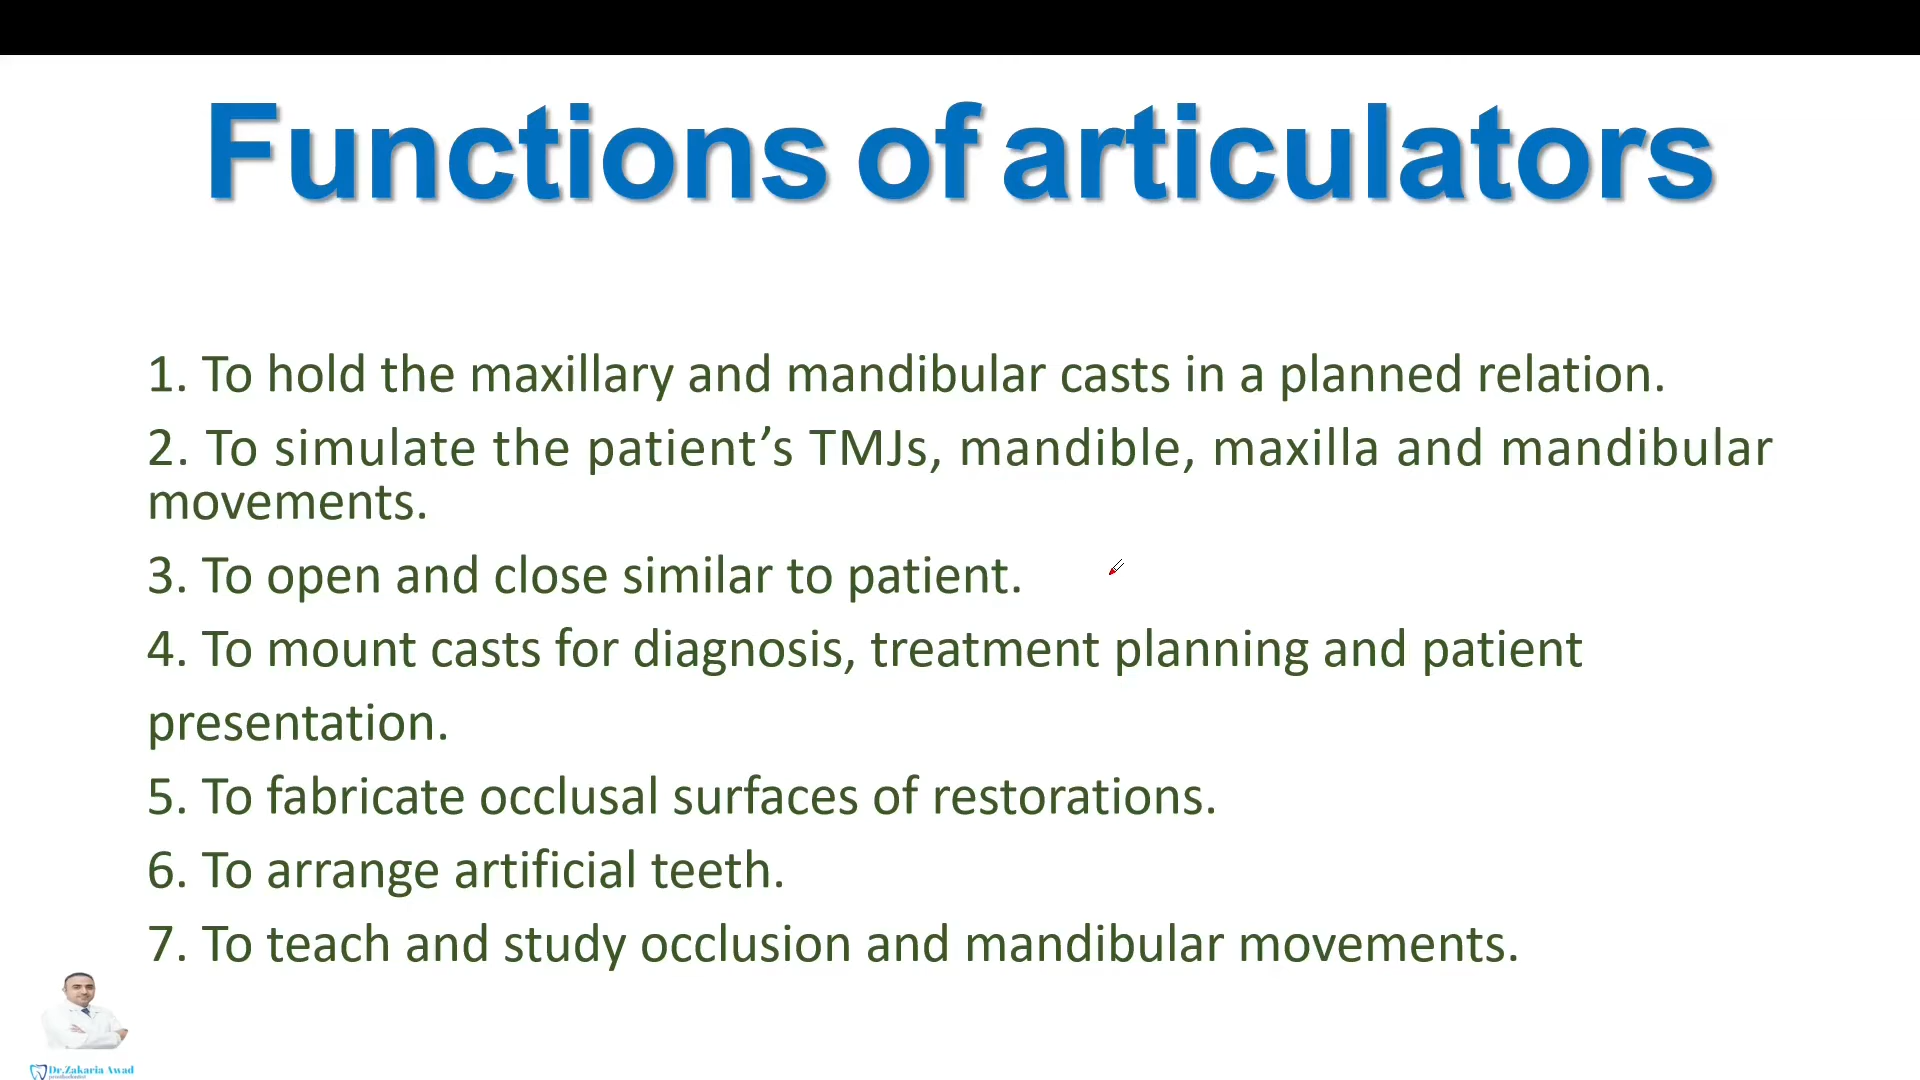 Functions of articulators
1. To hold the maxillary and mandibular casts in a planned relation.
2. To simulate the patient’s TMJs, mandible, maxilla and mandibular
movements.
3. To open and close similar to patient.
4. To mount casts for diagnosis, treatment planning and patient
presentation.
5. To fabricate occlusal surfaces of restorations.
6. To arrange artificial teeth.
7. To teach and study occlusion and mandibular movements.
Dr.Zakaria Awad